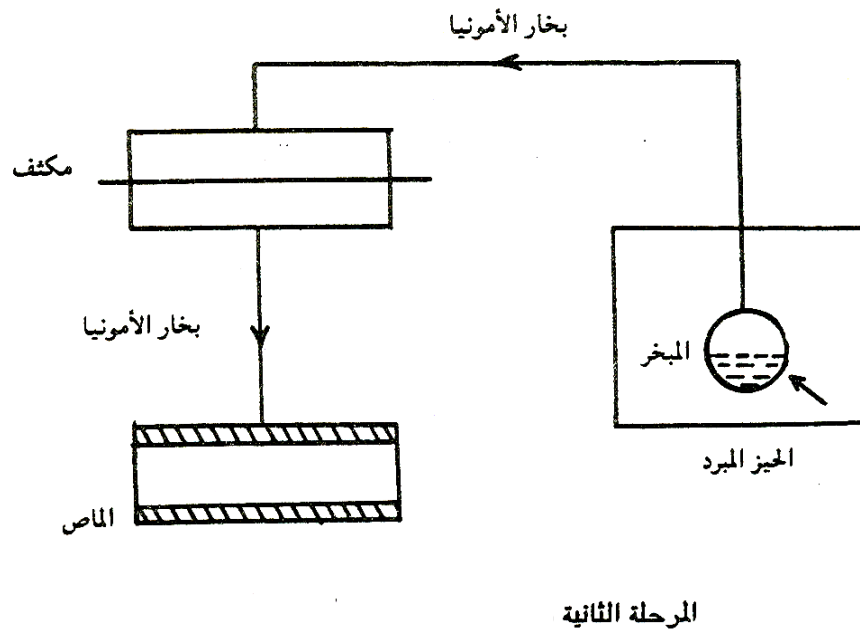 بخار الأمونيا
مكثف
بخار الأمونيا
المبخر
الحيز المبرد
الماص
المرحلة الثانية